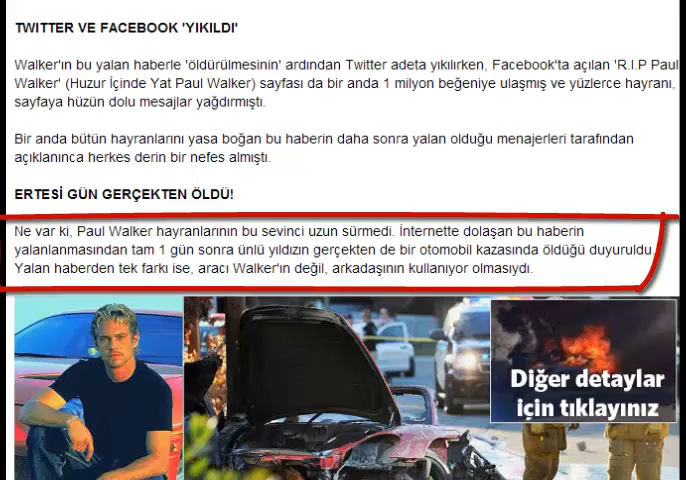 TWITTER VE FACEBOOK 'YIKILDI'
Walker'ın bu yalan haberle 'öldürülmesinin' ardından Twitter adeta yıkılırken, Facebook'ta açılan 'R.I.P Paul
Walker' (Huzur İçinde Yat Paul Walker) sayfası da bir anda 1 milyon beğeniye ulaşmış ve yüzlerce hayranı,
sayfaya hüzün dolu mesajlar yağdırmıştı.
Bir anda bütün hayranlarını yasa boğan bu haberin daha sonra yalan olduğu menajerleri tarafından
açıklanınca herkes derin bir nefes almıştı.
ERTESİ GÜN GERÇEKTEN ÖLDÜ!
Ne var ki, Paul Walker hayranlarının bu sevinci uzun sürmedi. İnternette dolaşan bu haberin
yalanlanmasından tam 1 gün sonra ünlü yıldızın gerçekten de bir otomobil kazasında öldüğü duyuruldu.
Yalan haberden tek farkı ise, aracı Walker'ın değil, arkadaşının kullanıyor olmasıydı.
Diğer detaylar
için tıklayınız